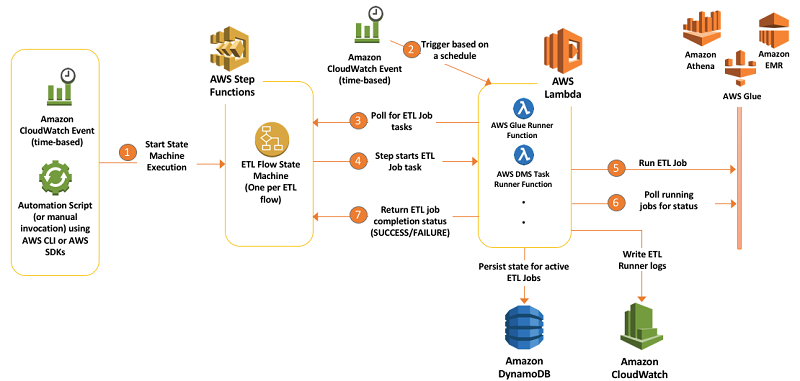 Amazon
CloudWatch Event
(time-based)
Automation Script
(or manual
invocation) using
AWS CLI or AWS
SDKs
1
Start State
Machine
Execution
AWS Step
Functions
ETL Flow State
Machine
(One per ETL
flow)
Amazon
CloudWatch Event
(time-based)
2
Trigger based on
a schedule
3
Poll for ETL Job
tasks
4
Step starts ETL
Job task
7
Return ETL job
completion status
(SUCCESS/FAILURE)
AWS
Lambda
λ
AWS Glue Runner
Function
λ
AWS DMS Task
Runner Function
.
.
5
Run ETL Job
6
Poll running
jobs for status
Amazon
Athena
Amazon
EMR
AWS Glue
Persist state for active
ETL Jobs
Amazon
DynamoDB
Write ETL
Runner logs
Amazon
CloudWatch